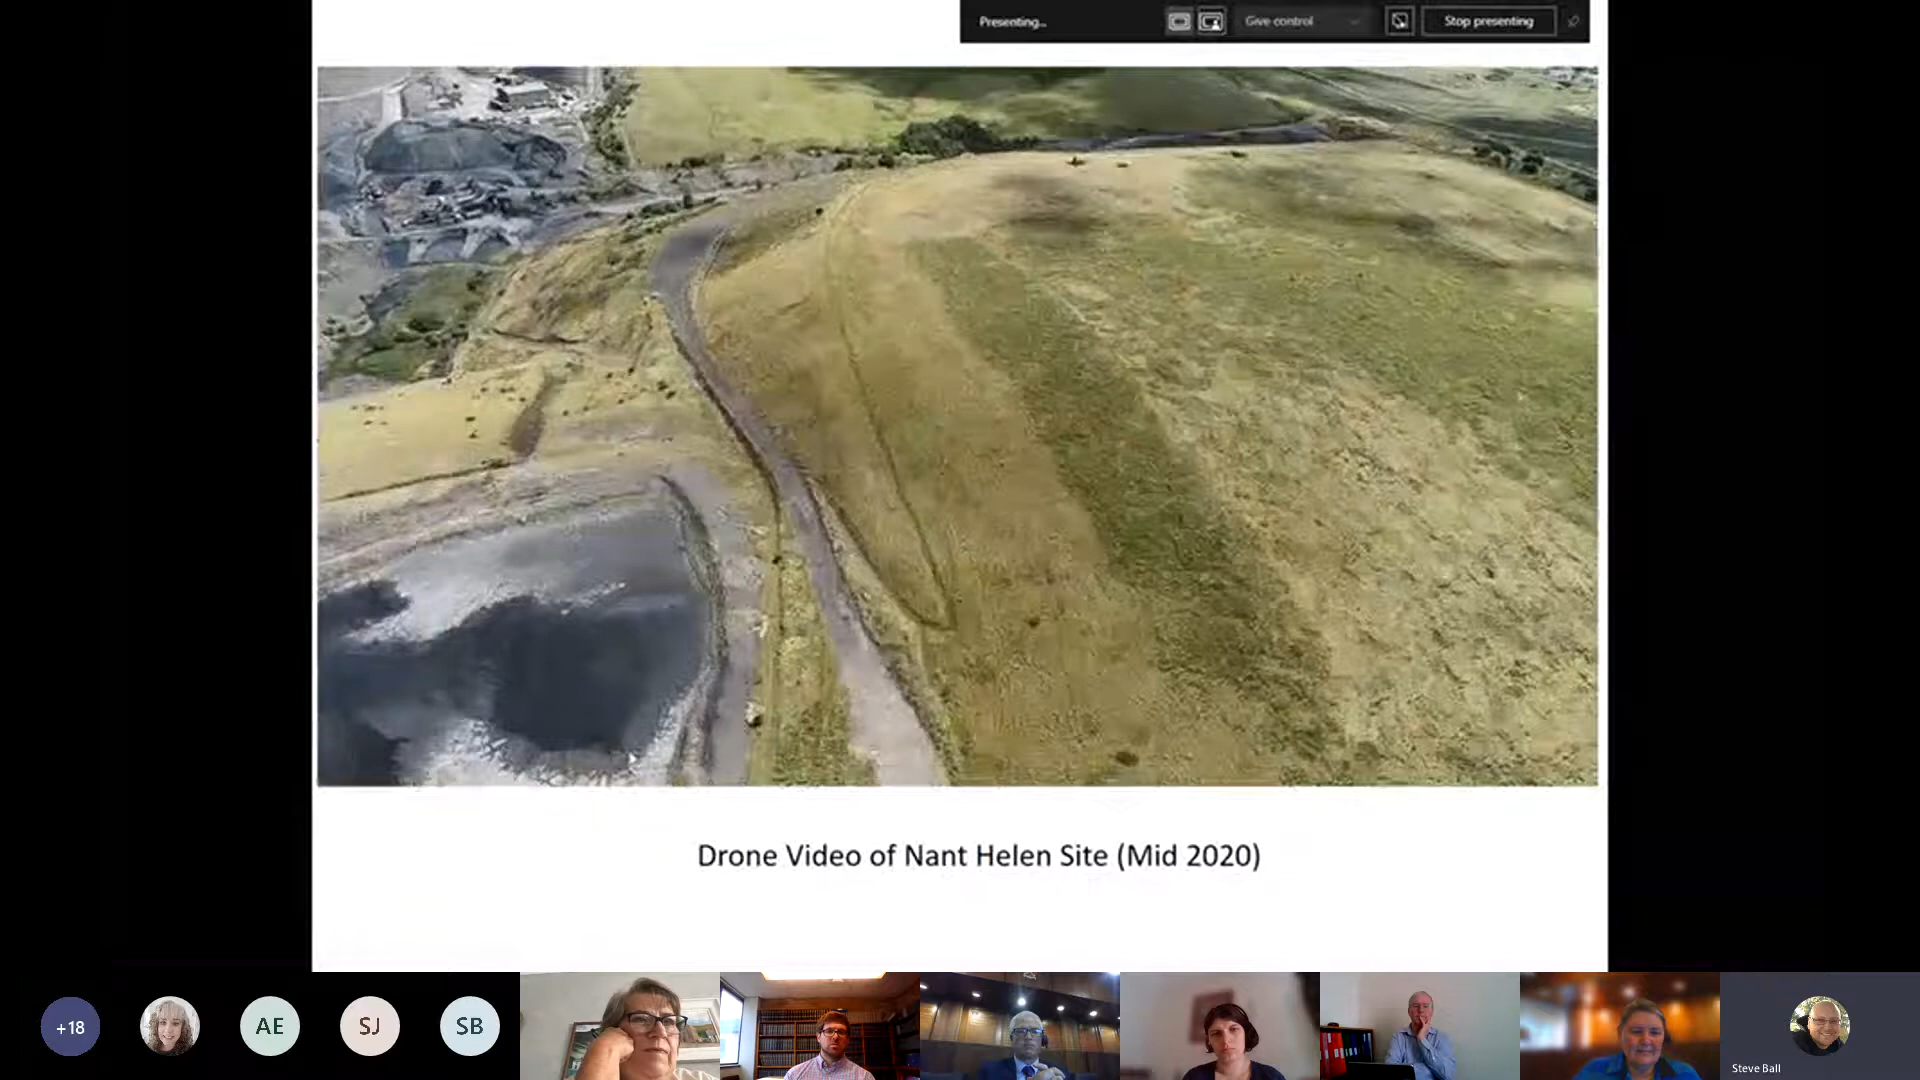 Presenting...
Give control
Stop presenting
Drone Video of Nant Helen Site (Mid 2020)
+18
AE
SJ
SB
Steve Ball